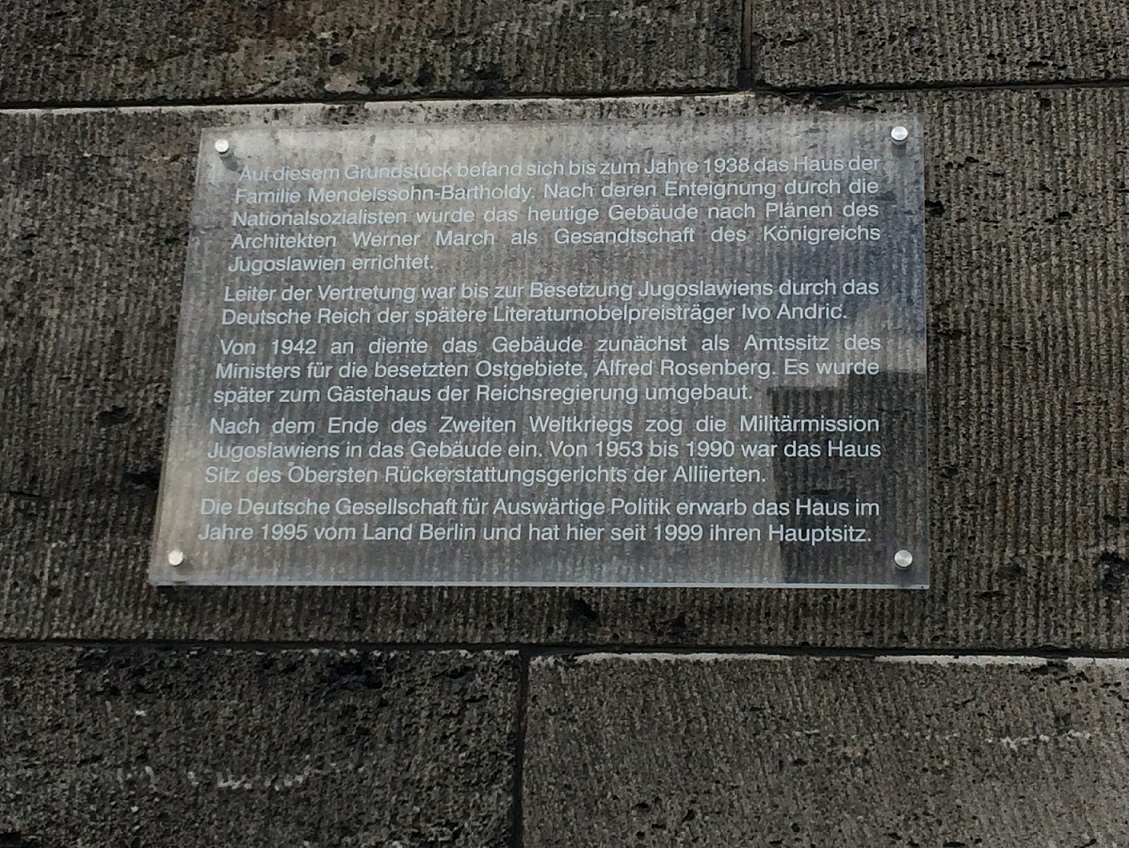 Auf diesem Grundstück befand sich bis zum Jahre 1938 das Haus der
Familie Mendelssohn-Bartholdy. Nach deren Enteignung durch die
Nationalsozialisten wurde das heutige Gebäude nach Plänen des
Architekten Werner March als Gesandtschaft des Königreichs
Jugoslawien errichtet.
Leiter der Vertretung war bis zur Besetzung Jugoslawiens durch das
Deutsche Reich der spätere Literaturnobelpreisträger Ivo Andric.
Von 1942 an diente das Gebäude zunächst als Amtssitz des
Ministers für die besetzten Ostgebiete, Alfred Rosenberg. Es wurde
später zum Gästehaus der Reichsregierung umgebaut.
Nach dem Ende des Zweiten Weltkriegs zog die Militärmission
Jugoslawiens in das Gebäude ein. Von 1953 bis 1990 war das Haus
Sitz des Obersten Rückerstattungsgerichts der Alliierten.
Die Deutsche Gesellschaft für Auswärtige Politik erwarb das Haus im
Jahre 1995 vom Land Berlin und hat hier seit 1999 ihren Hauptsitz.